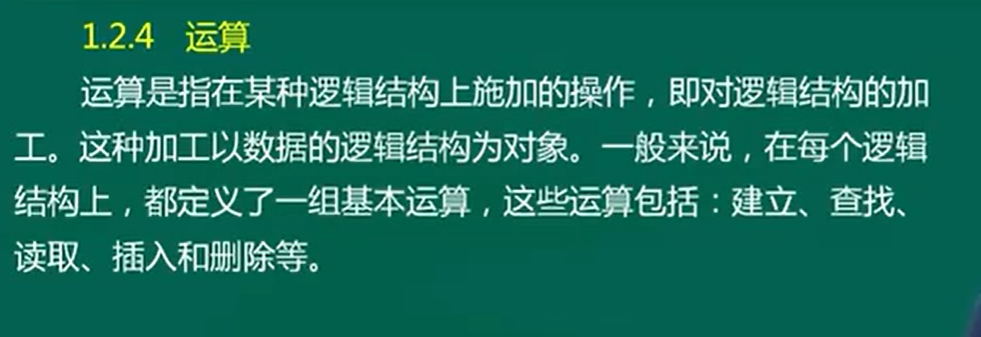 1.2.4 运算
运算是指在某种逻辑结构上施加的操作，即对逻辑结构的加
工。这种加工以数据的逻辑结构为对象。一般来说，在每个逻辑
结构上，都定义了一组基本运算，这些运算包括：建立、查找、
读取、插入和删除等。